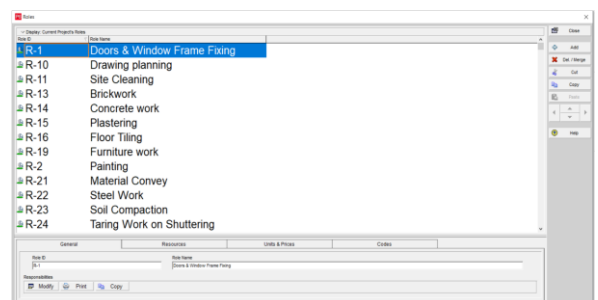 Roles
Display: Current Project's Roles
Role ID Role Name
R-1 Doors & Window Frame Fixing
R-10 Drawing planning
R-11 Site Cleaning
R-13 Brickwork
R-14 Concrete work
R-15 Plastering
R-16 Floor Tiling
R-19 Furniture work
R-2 Painting
R-21 Material Convey
R-22 Steel Work
R-23 Soil Compaction
R-24 Taring Work on Shuttering
Close
Add
Del. / Merge
Cut
Copy
Paste
Help
General Resources Units & Prices Codes
Role ID Role Name
R-1 Doors & Window Frame Fixing
Responsibilities
Modify Print Copy